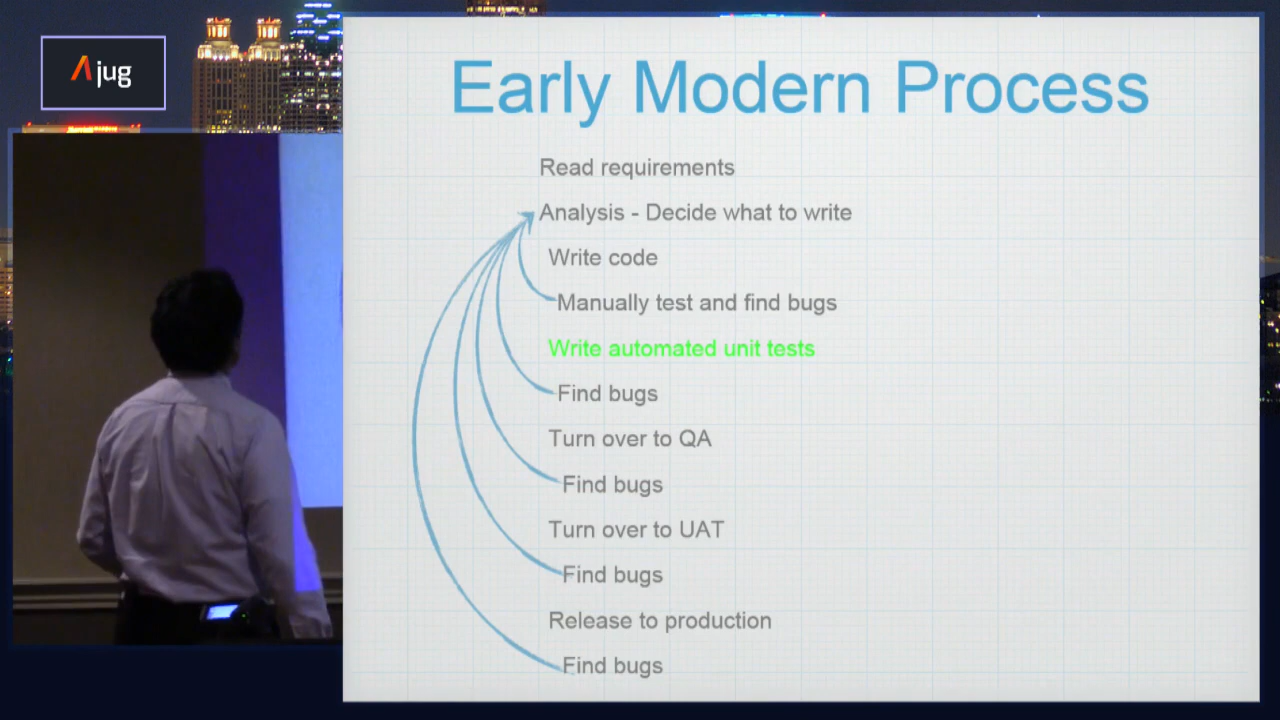 Ajug
Early Modern Process
Read requirements
Analysis - Decide what to write
Write code
Manually test and find bugs
Write automated unit tests
Find bugs
Turn over to QA
Find bugs
Turn over to UAT
Find bugs
Release to production
Find bugs